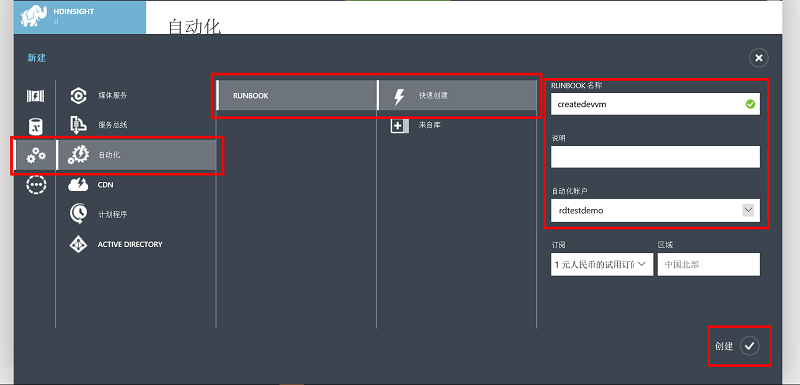 HDINSIGHT
0
自动化
新建
媒体服务
服务总线
自动化
CDN
计划程序
ACTIVE DIRECTORY
RUNBOOK
快速创建
来自库
RUNBOOK 名称
createdevvm
说明
自动化帐户
rdtestdemo
订阅
区域
1 元人民币的试用订阅
中国北部
创建